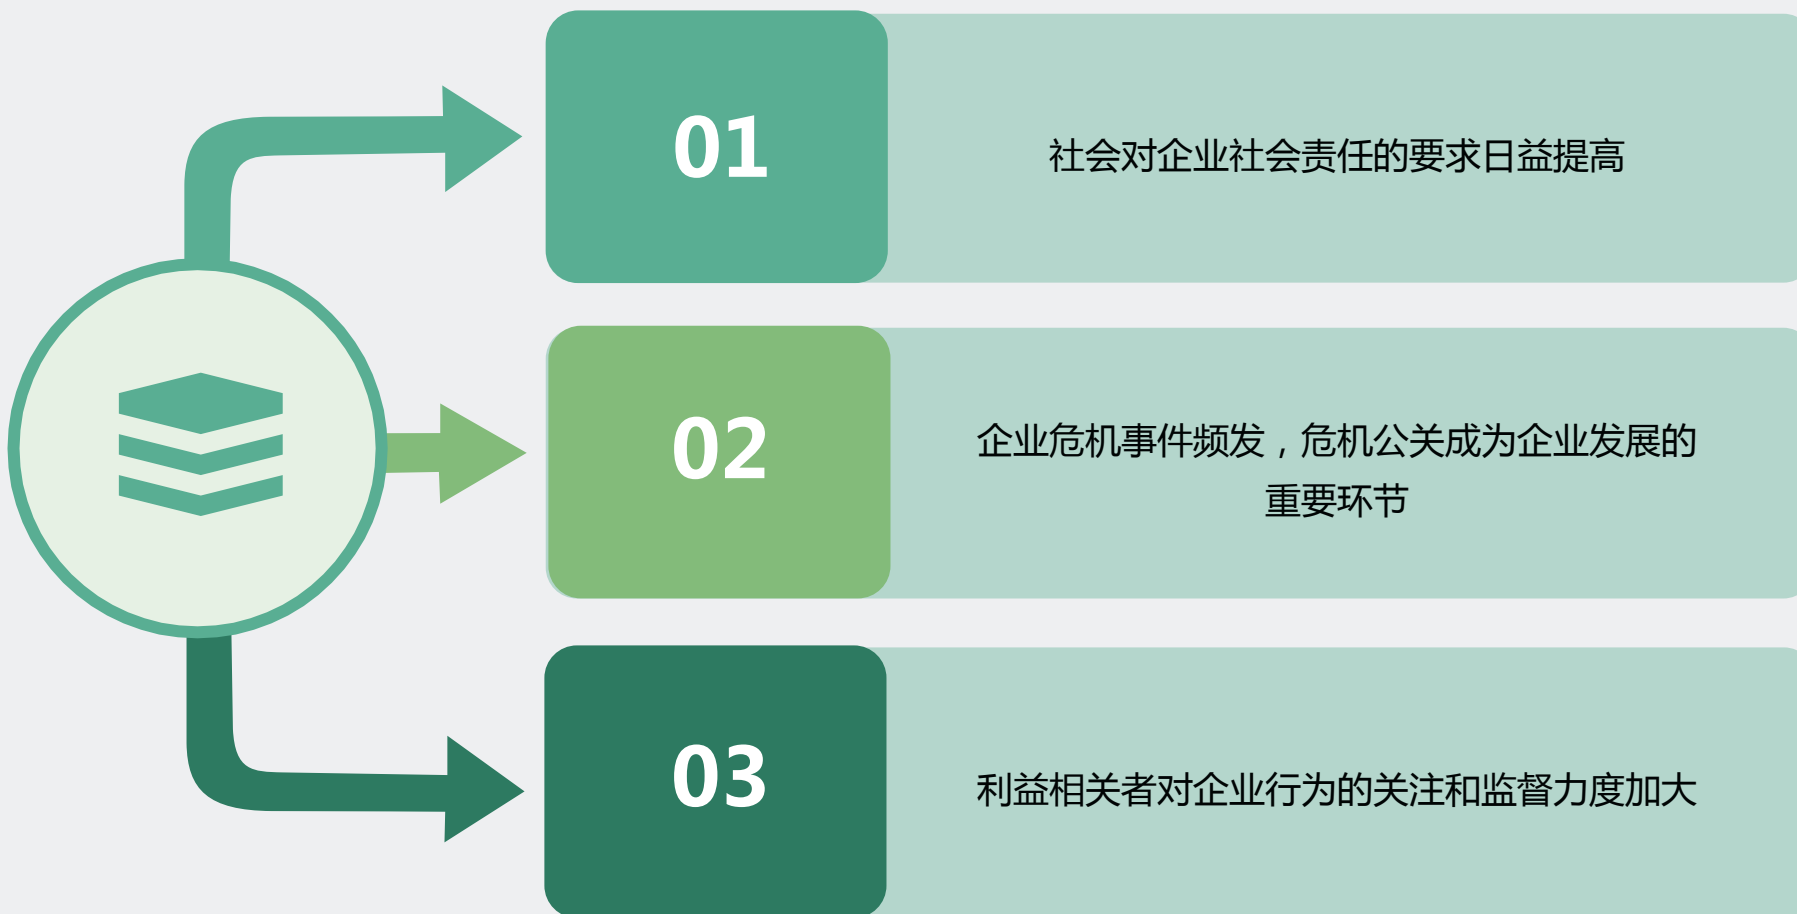 01
社会对企业社会责任的要求日益提高
02
企业危机事件频发，危机公关成为企业发展的
重要环节
03
利益相关者对企业行为的关注和监督力度加大